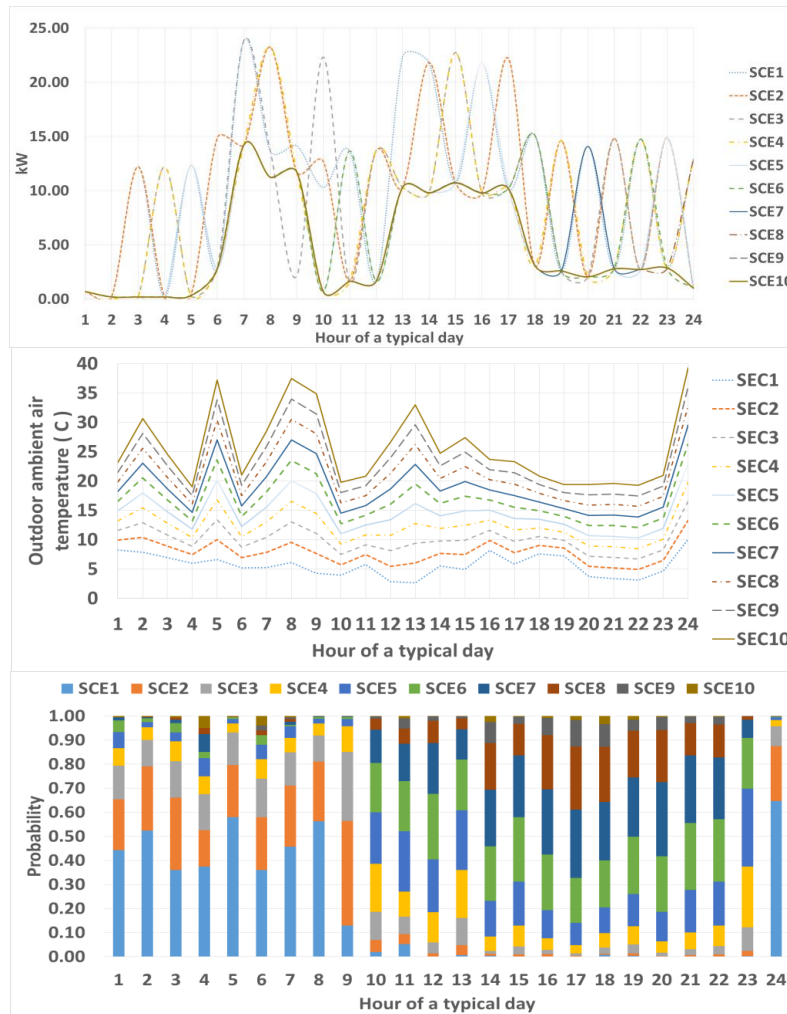 25.00
20.00
15.00
10.00
5.00
0.00
kW
1 2 3 4 5 6 7 8 9 10 11 12 13 14 15 16 17 18 19 20 21 22 23 24
Hour of a typical day
SCE1
SCE2
SCE3
SCE4
SCE5
SCE6
SCE7
SCE8
SCE9
SCE10
40
35
30
25
20
15
10
5
0
Outdoor ambient air
temperature ( C )
1 2 3 4 5 6 7 8 9 10 11 12 13 14 15 16 17 18 19 20 21 22 23 24
Hour of a typical day
SEC1
SEC2
SEC3
SEC4
SEC5
SEC6
SEC7
SEC8
SEC9
SEC10
SCE1 SCE2 SCE3 SCE4 SCE5 SCE6 SCE7 SCE8 SCE9 SCE10
1.00
0.90
0.80
0.70
0.60
0.50
0.40
0.30
0.20
0.10
0.00
Probability
1 2 3 4 5 6 7 8 9 10 11 12 13 14 15 16 17 18 19 20 21 22 23 24
Hour of a typical day